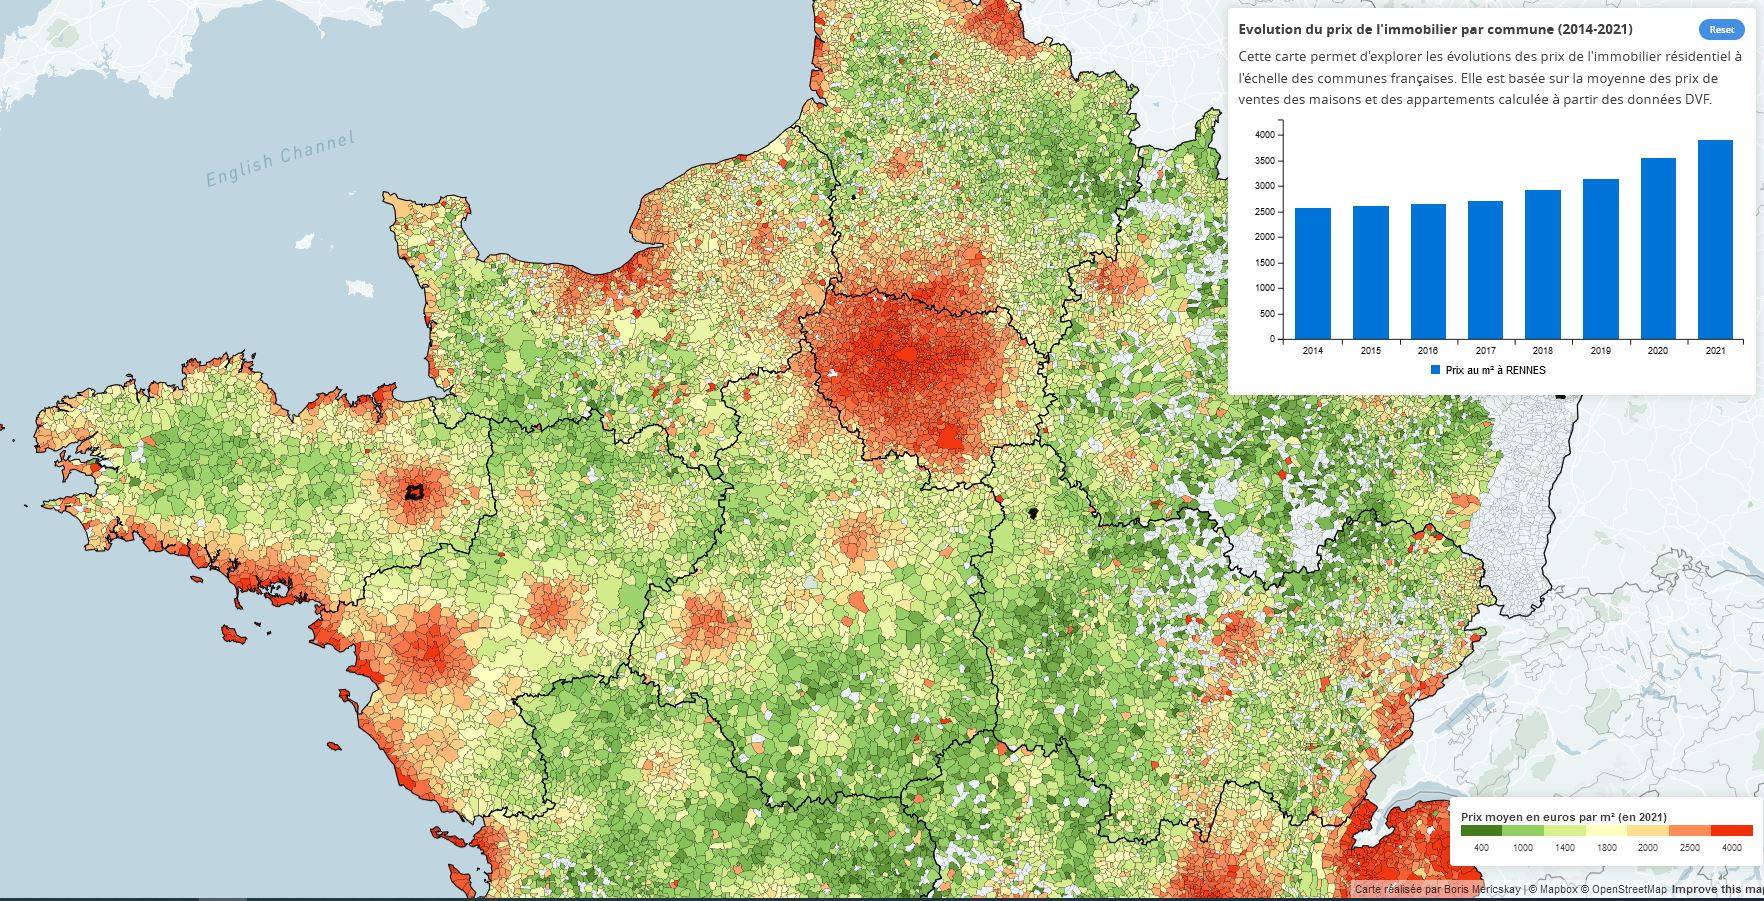 English Channel
Evolution du prix de l'immobilier par commune (2014-2021)
Reset
Cette carte permet d'explorer les évolutions des prix de l'immobilier résidentiel à
l'échelle des communes françaises. Elle est basée sur la moyenne des prix de
ventes des maisons et des appartements calculée à partir des données DVF.
4000
3500
3000
2500
2000
1500
1000
500
0
2014 2015 2016 2017 2018 2019 2020 2021
Prix au m² à RENNES
Prix moyen en euros par m² (en 2021)
400 1000 1400 1800 2000 2500 4000
Carte réalisée par Boris Mericskay | © Mapbox © OpenStreetMap Improve this ma